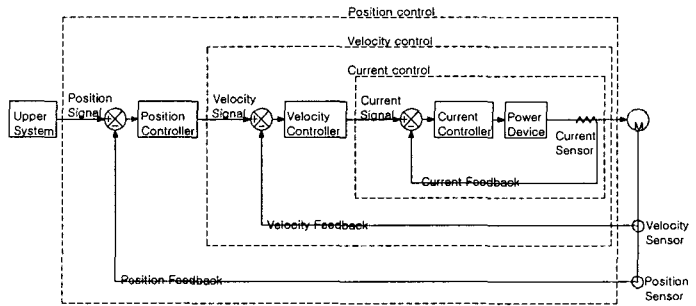 Position control
Velocity control
Current control
Upper
System
Position
Signal
+
−
Position
Controller
Velocity
Signal
+
−
Velocity
Controller
Current
Signal
+
−
Current
Controller
Power
Device
Current
Sensor
M
Current Feedback
Velocity Feedback
Velocity
Sensor
Position Feedback
Position
Sensor